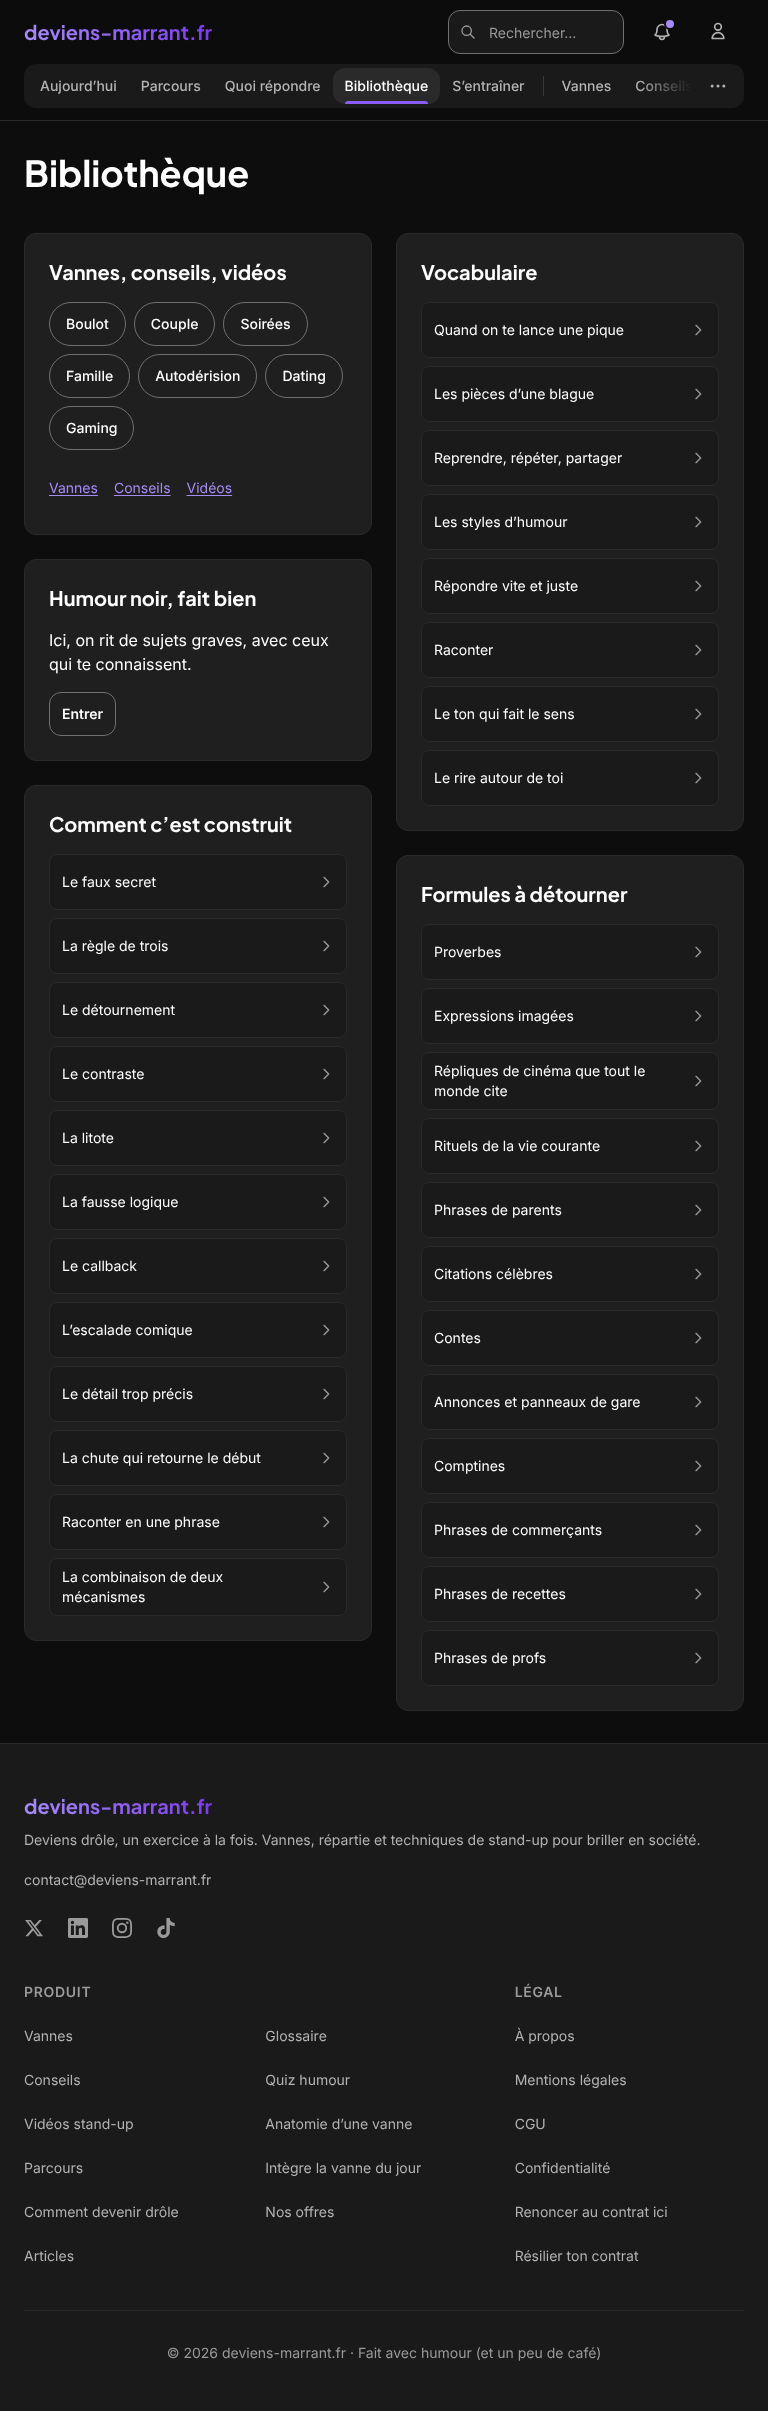 deviens-marrant.fr
Rechercher...
Aujourd’hui
Parcours
Quoi répondre
Bibliothèque
S’entraîner
Vannes
Conseils
Bibliothèque
Vannes, conseils, vidéos
Boulot
Couple
Soirées
Famille
Autodérision
Dating
Gaming
Vannes
Conseils
Vidéos
Humour noir, fait bien
Ici, on rit de sujets graves, avec ceux
qui te connaissent.
Entrer
Comment c’est construit
Le faux secret
La règle de trois
Le détournement
Le contraste
La litote
La fausse logique
Le callback
L’escalade comique
Le détail trop précis
La chute qui retourne le début
Raconter en une phrase
La combinaison de deux
mécanismes
Vocabulaire
Quand on te lance une pique
Les pièces d’une blague
Reprendre, répéter, partager
Les styles d’humour
Répondre vite et juste
Raconter
Le ton qui fait le sens
Le rire autour de toi
Formules à détourner
Proverbes
Expressions imagées
Répliques de cinéma que tout le
monde cite
Rituels de la vie courante
Phrases de parents
Citations célèbres
Contes
Annonces et panneaux de gare
Comptines
Phrases de commerçants
Phrases de recettes
Phrases de profs
deviens-marrant.fr
Deviens drôle, un exercice à la fois. Vannes, répartie et techniques de stand-up pour briller en société.
contact@deviens-marrant.fr
PRODUIT
Vannes
Conseils
Vidéos stand-up
Parcours
Comment devenir drôle
Articles
Glossaire
Quiz humour
Anatomie d’une vanne
Intègre la vanne du jour
Nos offres
LÉGAL
À propos
Mentions légales
CGU
Confidentialité
Renoncer au contrat ici
Résilier ton contrat
© 2026 deviens-marrant.fr · Fait avec humour (et un peu de café)